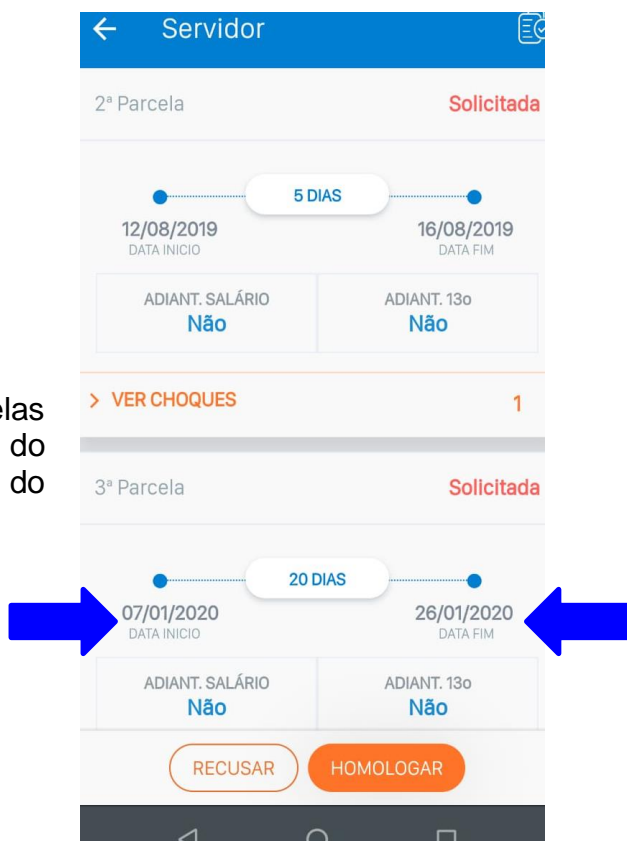 Servidor
2ª Parcela Solicitada
5 DIAS
12/08/2019 16/08/2019
DATA INICIO DATA FIM
ADIANT. SALÁRIO ADIANT. 13o
Não Não
> VER CHOQUES 1
do
do
3ª Parcela Solicitada
20 DIAS
07/01/2020 26/01/2020
DATA INICIO DATA FIM
ADIANT. SALÁRIO ADIANT. 13o
Não Não
RECUSAR HOMOLOGAR